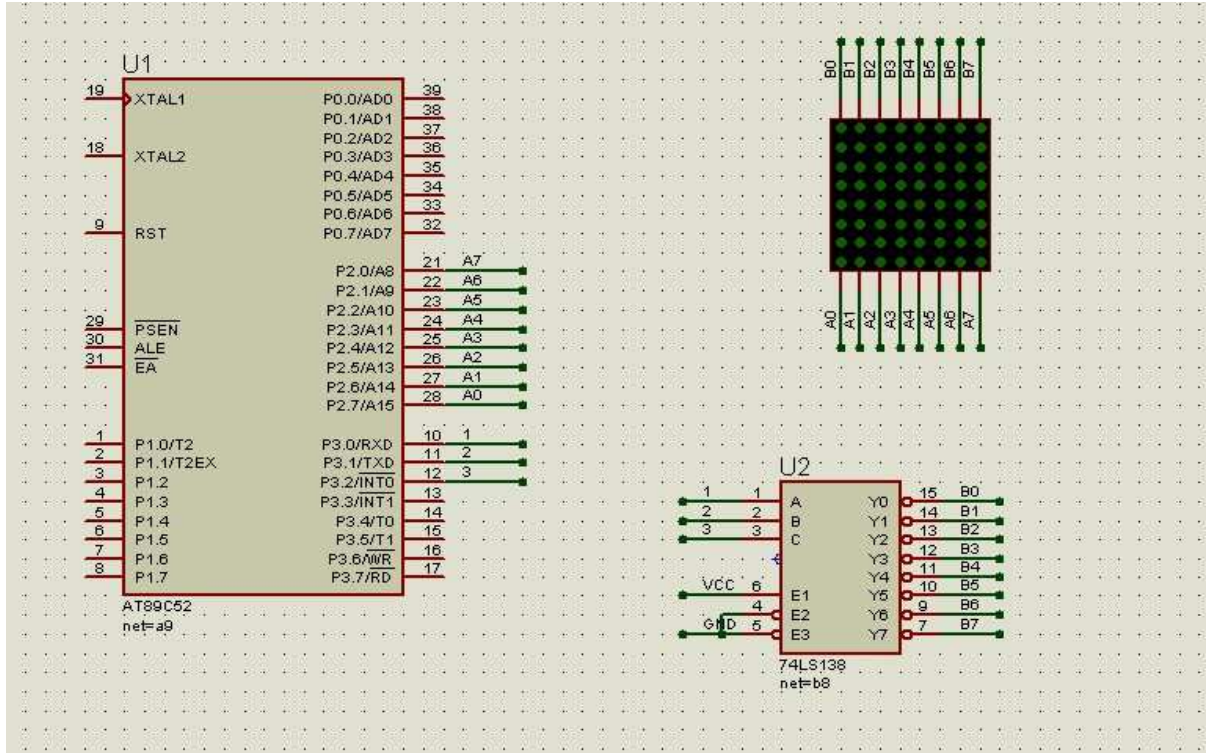 U1
19 XTAL1 P0.0/AD0 39
P0.1/AD1 38
P0.2/AD2 37
18 XTAL2 P0.3/AD3 36
P0.4/AD4 35
P0.5/AD5 34
P0.6/AD6 33
9 RST P0.7/AD7 32
P2.0/A8 21 A7
P2.1/A9 22 A6
P2.2/A10 23 A5
29 PSEN P2.3/A11 24 A4
30 ALE P2.4/A12 25 A3
31 EA P2.5/A13 26 A2
P2.6/A14 27 A1
P2.7/A15 28 A0
1 P1.0/T2 P3.0/RXD 10 1
2 P1.1/T2EX P3.1/TXD 11 2
3 P1.2 P3.2/INT0 12 3
4 P1.3 P3.3/INT1 13
5 P1.4 P3.4/T0 14
6 P1.5 P3.5/T1 15
7 P1.6 P3.6/WR 16
8 P1.7 P3.7/RD 17
AT89C52
net=a9
B0 B1 B2 B3 B4 B5 B6 B7
A0 A1 A2 A3 A4 A5 A6 A7
U2
1 1 A Y0 15 B0
2 2 B Y1 14 B1
3 3 C Y2 13 B2
Y3 12 B3
Y4 11 B4
VCC 6 E1 Y5 10 B5
4 E2 Y6 9 B6
GND 5 E3 Y7 7 B7
74LS138
net=b8